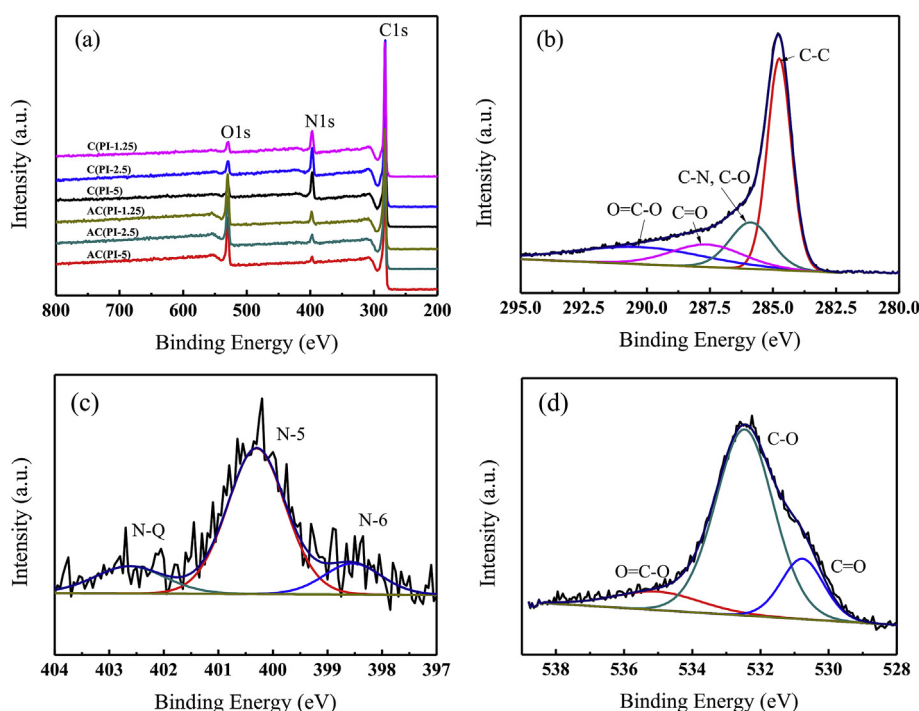 (a)
C1s
O1s
N1s
C(PI-1.25)
C(PI-2.5)
C(PI-5)
AC(PI-1.25)
AC(PI-2.5)
AC(PI-5)
Intensity (a.u.)
800 700 600 500 400 300 200
Binding Energy (eV)
(b)
C-C
C-N, C-O
O=C-O
C=O
Intensity (a.u.)
295.0 292.5 290.0 287.5 285.0 282.5 280.0
Binding Energy (eV)
(c)
N-5
N-Q
N-6
Intensity (a.u.)
404 403 402 401 400 399 398 397
Binding Energy (eV)
(d)
C-O
O=C-O
C=O
Intensity (a.u.)
538 536 534 532 530 528
Binding Energy (eV)